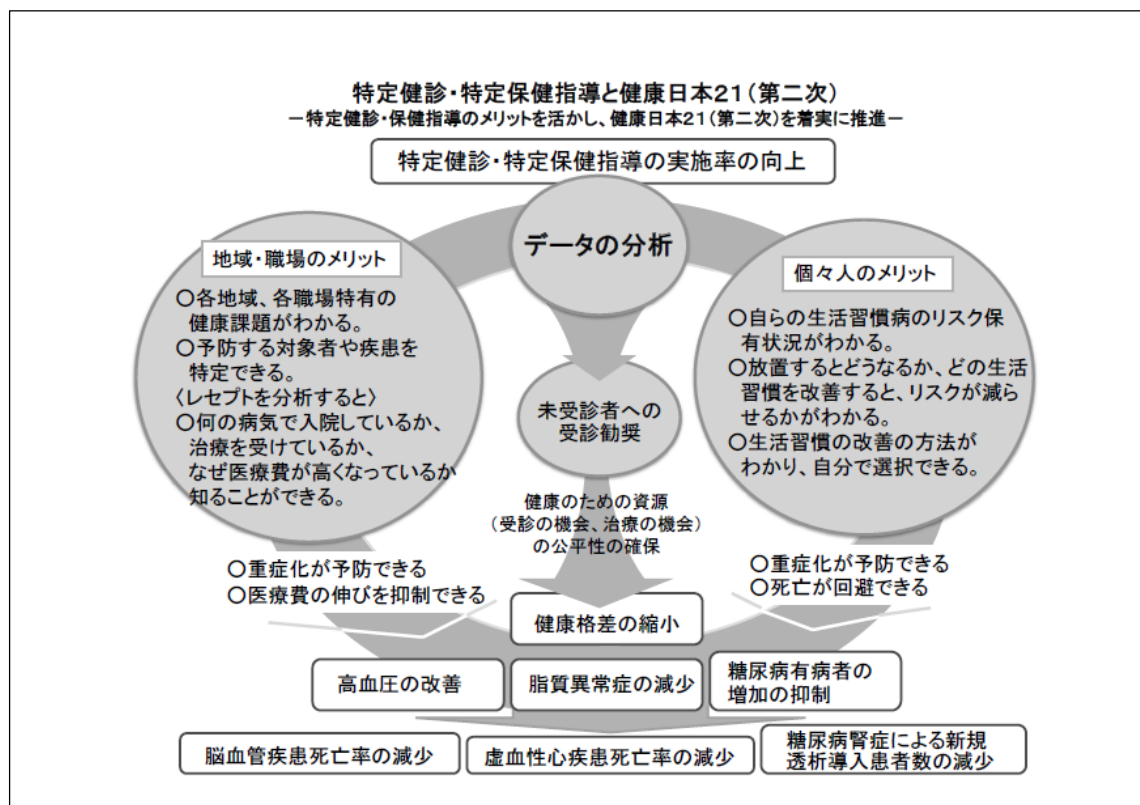 特定健診・特定保健指導と健康日本21(第二次)
-特定健診・保健指導のメリットを活かし、健康日本21(第二次)を着実に推進-
特定健診・特定保健指導の実施率の向上
データの分析
地域・職場のメリット
〇各地域、各職場特有の
健康課題がわかる。
〇予防する対象者や疾患を
特定できる。
〈レセプトを分析すると〉
〇何の病気で入院しているか、
治療を受けているか、
なぜ医療費が高くなっているか
知ることができる。
個々人のメリット
〇自らの生活習慣病のリスク保
有状況がわかる。
〇放置するとどうなるか、どの生活
習慣を改善すると、リスクが減ら
せるかがわかる。
〇生活習慣の改善の方法が
わかり、自分で選択できる。
未受診者への
受診勧奨
健康のための資源
(受診の機会、治療の機会)
の公平性の確保
〇重症化が予防できる
〇医療費の伸びを抑制できる
〇重症化が予防できる
〇死亡が回避できる
健康格差の縮小
高血圧の改善
脂質異常症の減少
糖尿病有病者の
増加の抑制
脳血管疾患死亡率の減少
虚血性心疾患死亡率の減少
糖尿病腎症による新規
透析導入患者数の減少